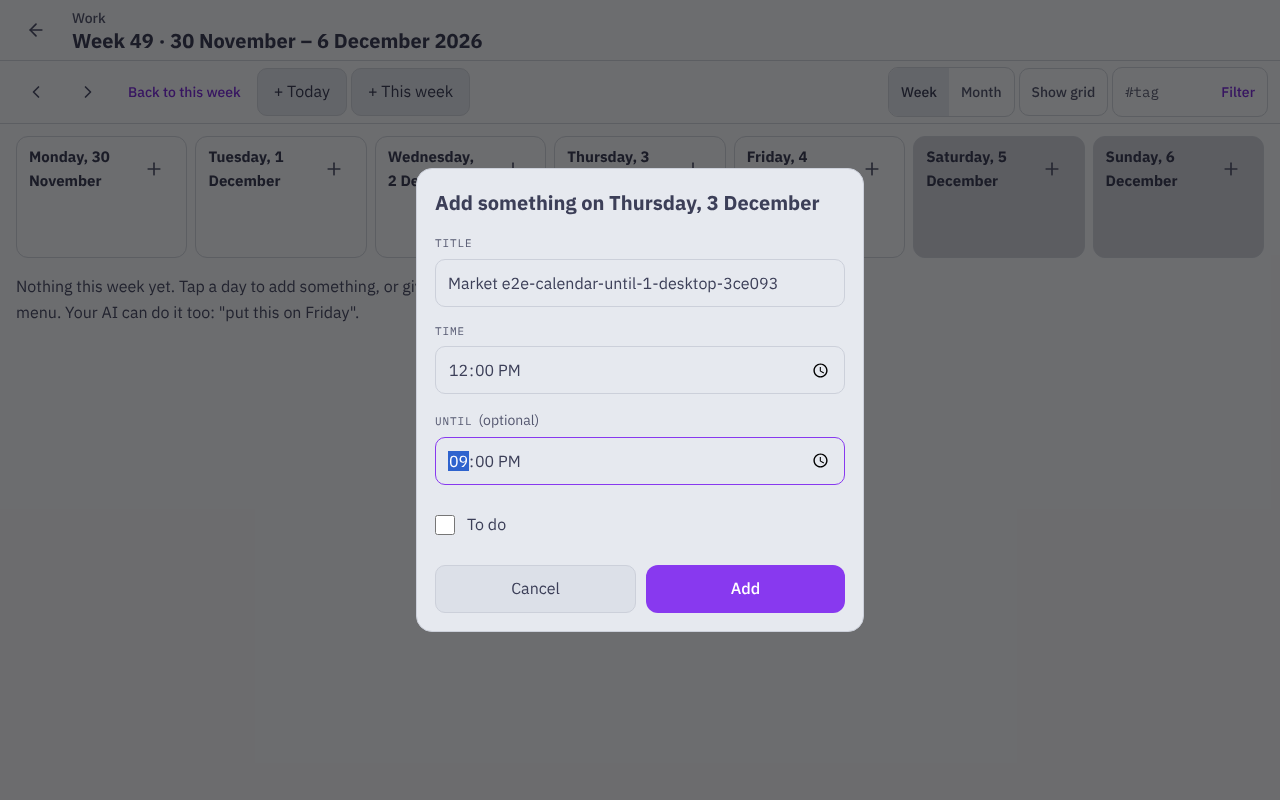 Work
Week 49 · 30 November – 6 December 2026
Back to this week
+ Today
+ This week
Week
Month
Show grid
#tag
Filter
Monday, 30
November
Tuesday, 1
December
Wednesday,
Thursday, 3
Friday, 4
Saturday, 5
December
Sunday, 6
December
Nothing this week yet. Tap a day to add something, or
menu. Your AI can do it too: "put this on Friday".
Add something on Thursday, 3 December
TITLE
Market e2e-calendar-until-1-desktop-3ce093
TIME
12:00 PM
UNTIL (optional)
09:00 PM
To do
Cancel
Add